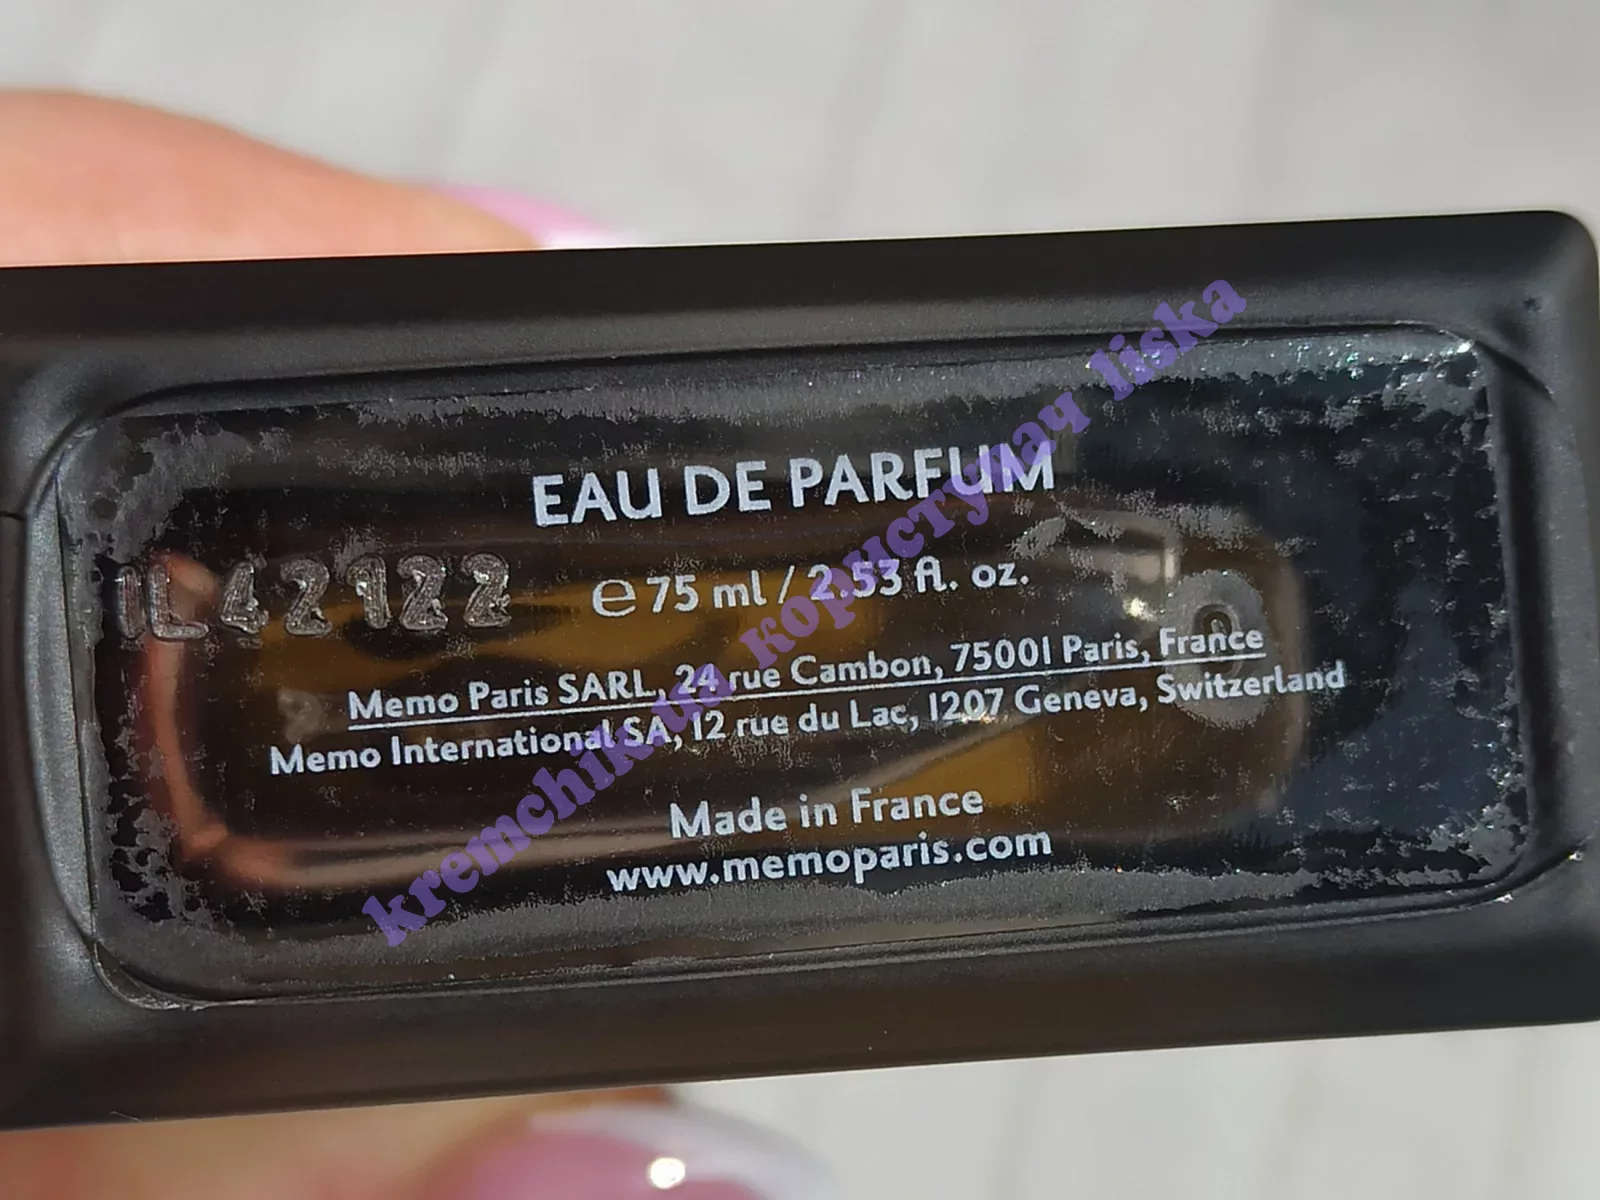 EAU DE PARFUM
1L42122
e 75 ml / 2.53 fl. oz.
Memo Paris SARL, 24 rue Cambon, 75001 Paris, France
Memo International SA, 12 rue du Lac, 1207 Geneva, Switzerland
Made in France
www.memoparis.com
kremchik.ua користувач liska